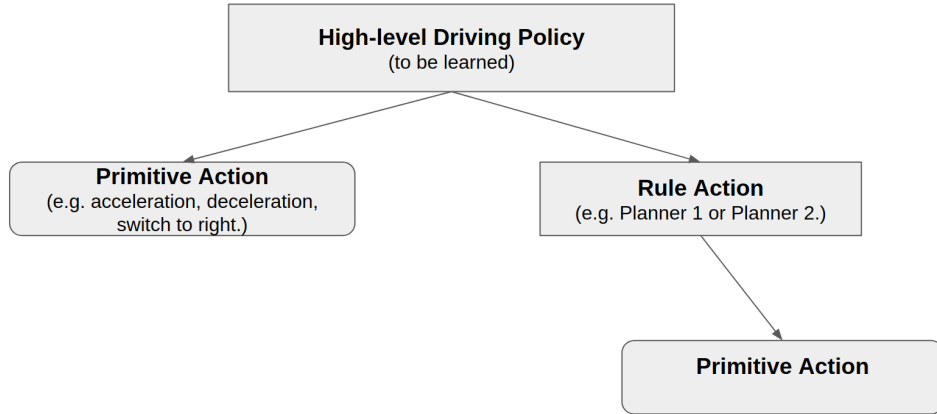 High-level Driving Policy
(to be learned)
Primitive Action
(e.g. acceleration, deceleration,
switch to right.)
Rule Action
(e.g. Planner 1 or Planner 2.)
Primitive Action